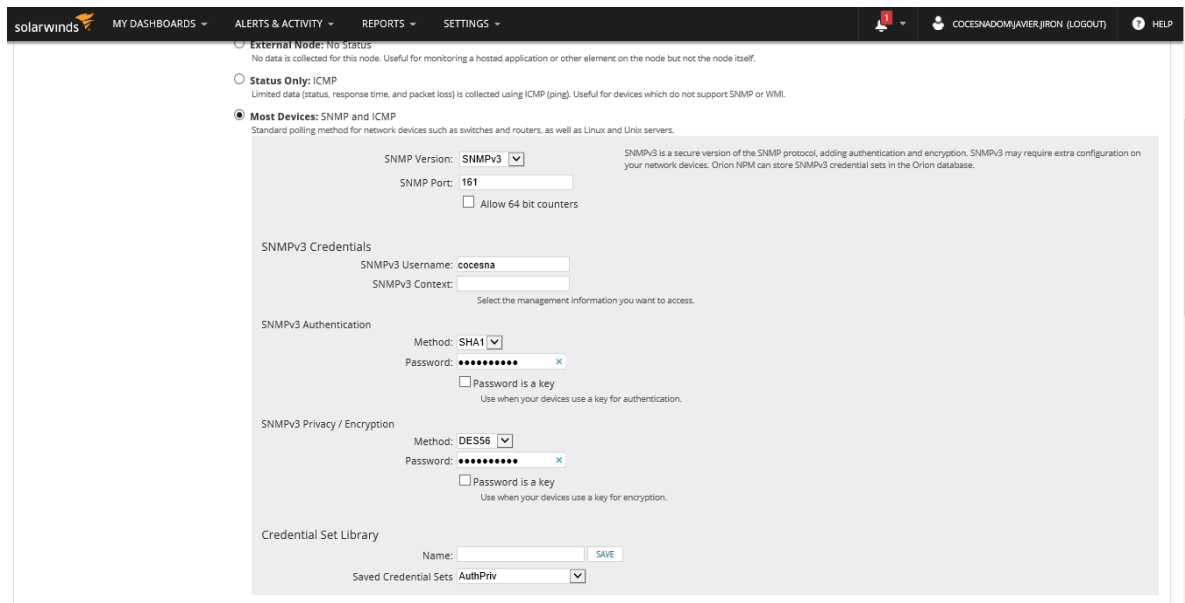 solarwinds MY DASHBOARDS ALERTS & ACTIVITY REPORTS SETTINGS 1 COCESNADOM\JAVIER.JIRON (LOGOUT) ? HELP
External Node: No Status
No data is collected for this node. Useful for monitoring a hosted application or other element on the node but not the node itself.
Status Only: ICMP
Limited data (status, response time, and packet loss) is collected using ICMP (ping). Useful for devices which do not support SNMP or WMI.
Most Devices: SNMP and ICMP
Standard polling method for network devices such as switches and routers, as well as Linux and Unix servers.
SNMP Version: SNMPv3
SNMPv3 is a secure version of the SNMP protocol, adding authentication and encryption. SNMPv3 may require extra configuration on
your network devices. Orion NPM can store SNMPv3 credential sets in the Orion database.
SNMP Port: 161
Allow 64 bit counters
SNMPv3 Credentials
SNMPv3 Username: cocesna
SNMPv3 Context:
Select the management information you want to access.
SNMPv3 Authentication
Method: SHA1
Password: ••••••••••
Password is a key
Use when your devices use a key for authentication.
SNMPv3 Privacy / Encryption
Method: DES56
Password: ••••••••••
Password is a key
Use when your devices use a key for encryption.
Credential Set Library
Name: SAVE
Saved Credential Sets AuthPriv